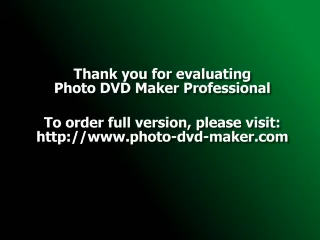 Thank you for evaluating
Photo DVD Maker Professional
To order full version, please visit:
http://www.photo-dvd-maker.com